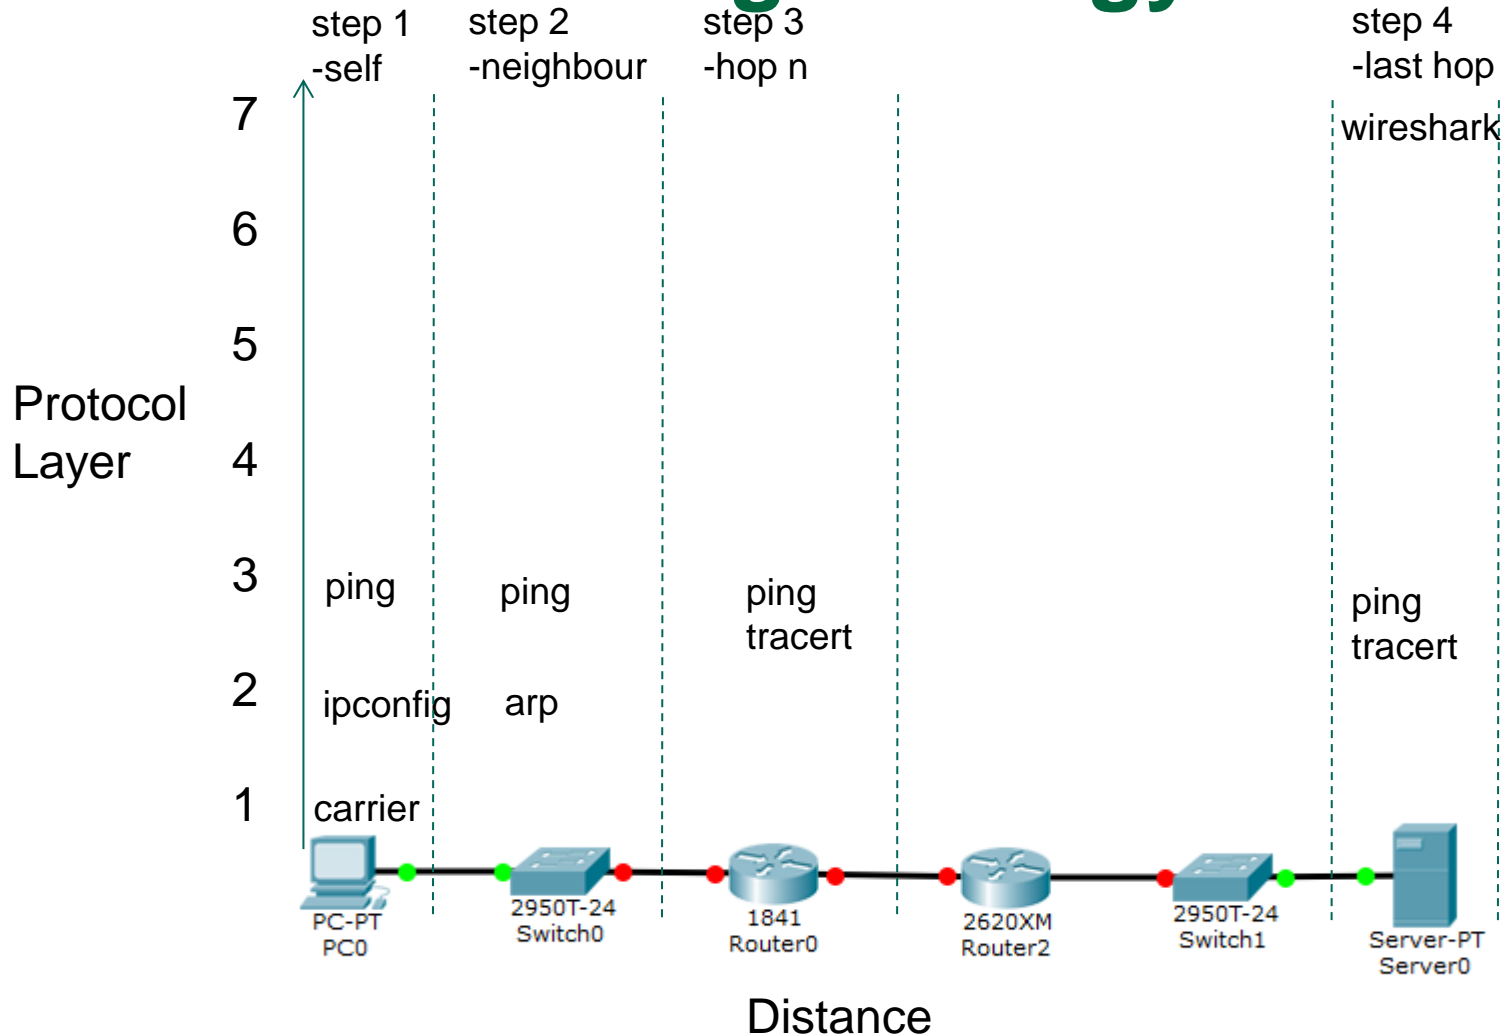 step 1
-self
step 2
-neighbour
step 3
-hop n
step 4
-last hop
7
wireshark
6
5
Protocol
Layer
4
3
ping
ping
ping
tracert
ping
tracert
2
ipconfig
arp
1
carrier
PC-PT
PC0
2950T-24
Switch0
1841
Router0
2620XM
Router2
2950T-24
Switch1
Server-PT
Server0
Distance